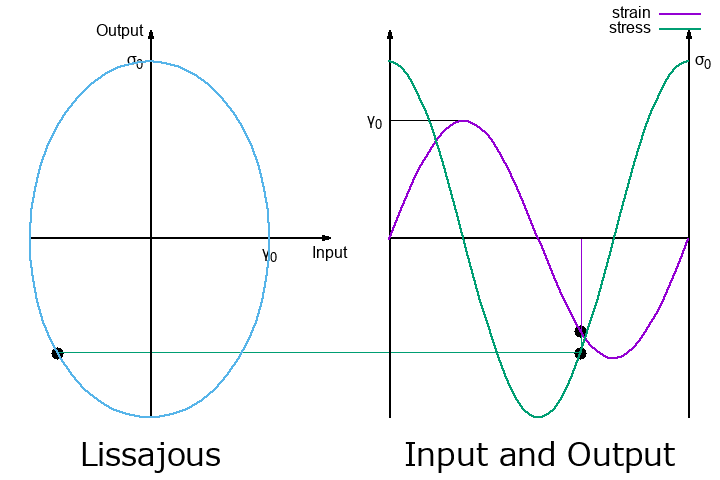 Output
σ0
γ0
Input
Lissajous
strain
stress
σ0
γ0
Input and Output